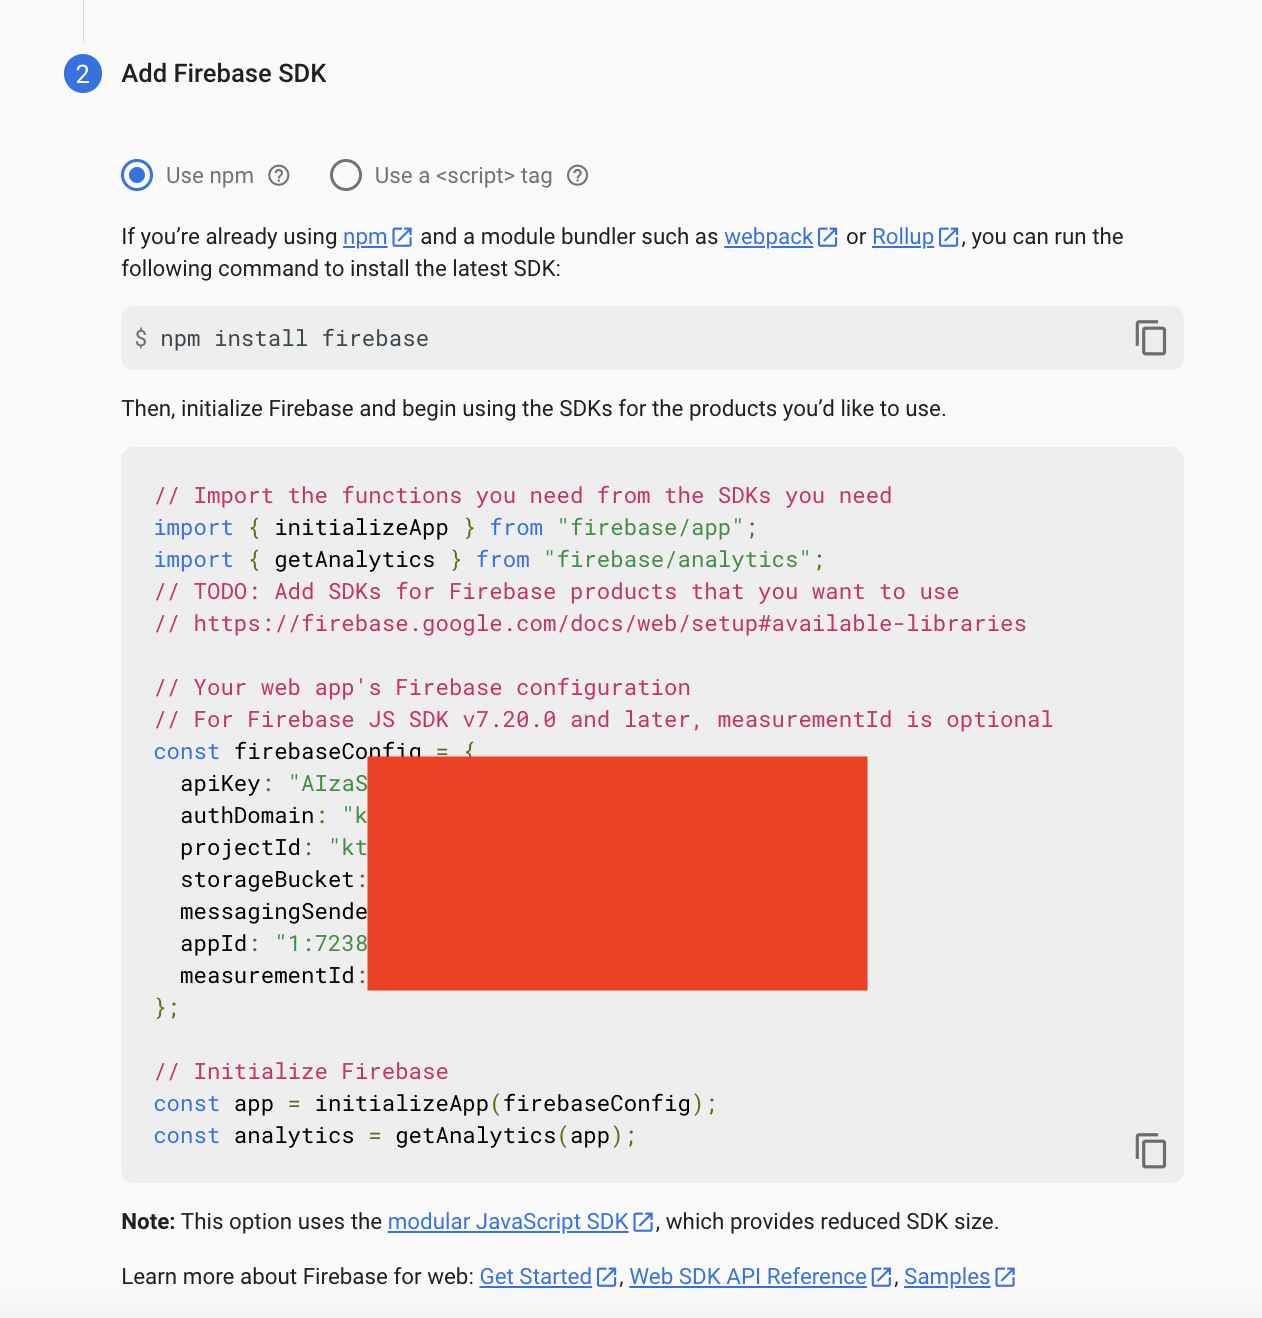 2 Add Firebase SDK
Use npm ? Use a <script> tag ?
If you’re already using npm and a module bundler such as webpack or Rollup, you can run the
following command to install the latest SDK:
$ npm install firebase
Then, initialize Firebase and begin using the SDKs for the products you’d like to use.
// Import the functions you need from the SDKs you need
import { initializeApp } from "firebase/app";
import { getAnalytics } from "firebase/analytics";
// TODO: Add SDKs for Firebase products that you want to use
// https://firebase.google.com/docs/web/setup#available-libraries
// Your web app's Firebase configuration
// For Firebase JS SDK v7.20.0 and later, measurementId is optional
const firebaseConfig = {
apiKey: "AIzaS
authDomain: "k
projectId: "kt
storageBucket:
messagingSende
appId: "1:7238
measurementId:
};
// Initialize Firebase
const app = initializeApp(firebaseConfig);
const analytics = getAnalytics(app);
Note: This option uses the modular JavaScript SDK, which provides reduced SDK size.
Learn more about Firebase for web: Get Started, Web SDK API Reference, Samples